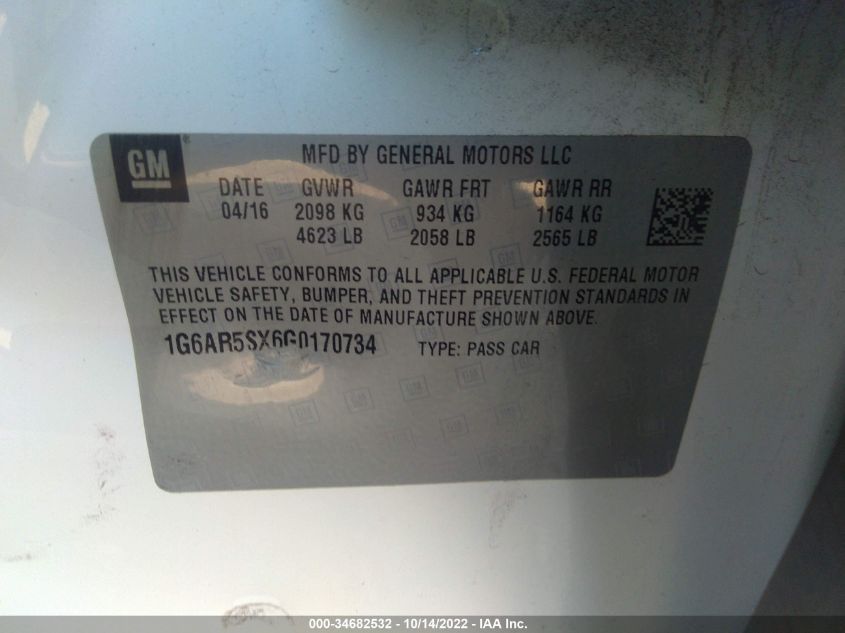 GM MFD BY GENERAL MOTORS LLC
DATE GVWR GAWR FRT GAWR RR
04/16 2098 KG 934 KG 1164 KG
4623 LB 2058 LB 2565 LB
THIS VEHICLE CONFORMS TO ALL APPLICABLE U.S. FEDERAL MOTOR
VEHICLE SAFETY, BUMPER, AND THEFT PREVENTION STANDARDS IN
EFFECT ON THE DATE OF MANUFACTURE SHOWN ABOVE.
1G6AR5SX6G0170734 TYPE: PASS CAR
000-34682532 - 10/14/2022 - IAA Inc.